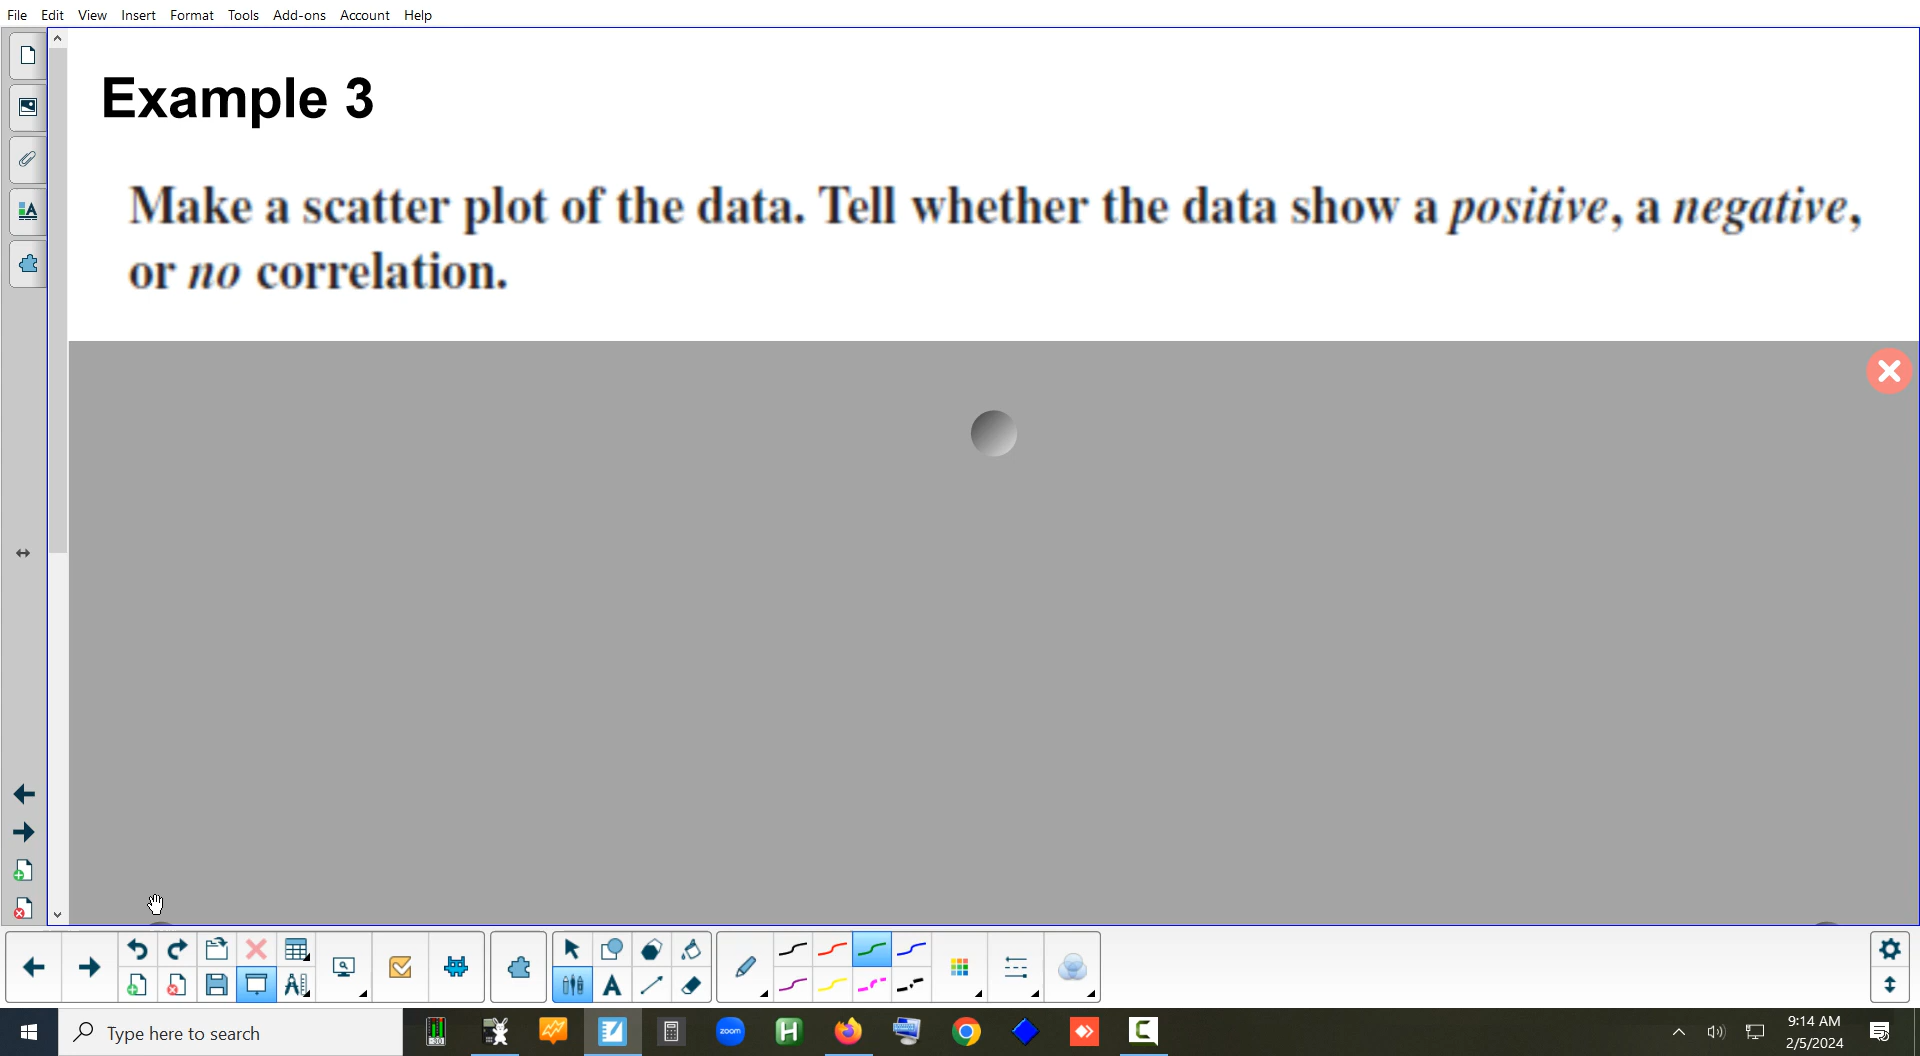 File Edit View Insert Format Tools Add-ons Account Help
Example 3
Make a scatter plot of the data. Tell whether the data show a positive, a negative,
or no correlation.
Type here to search
zoom
9:14 AM
2/5/2024